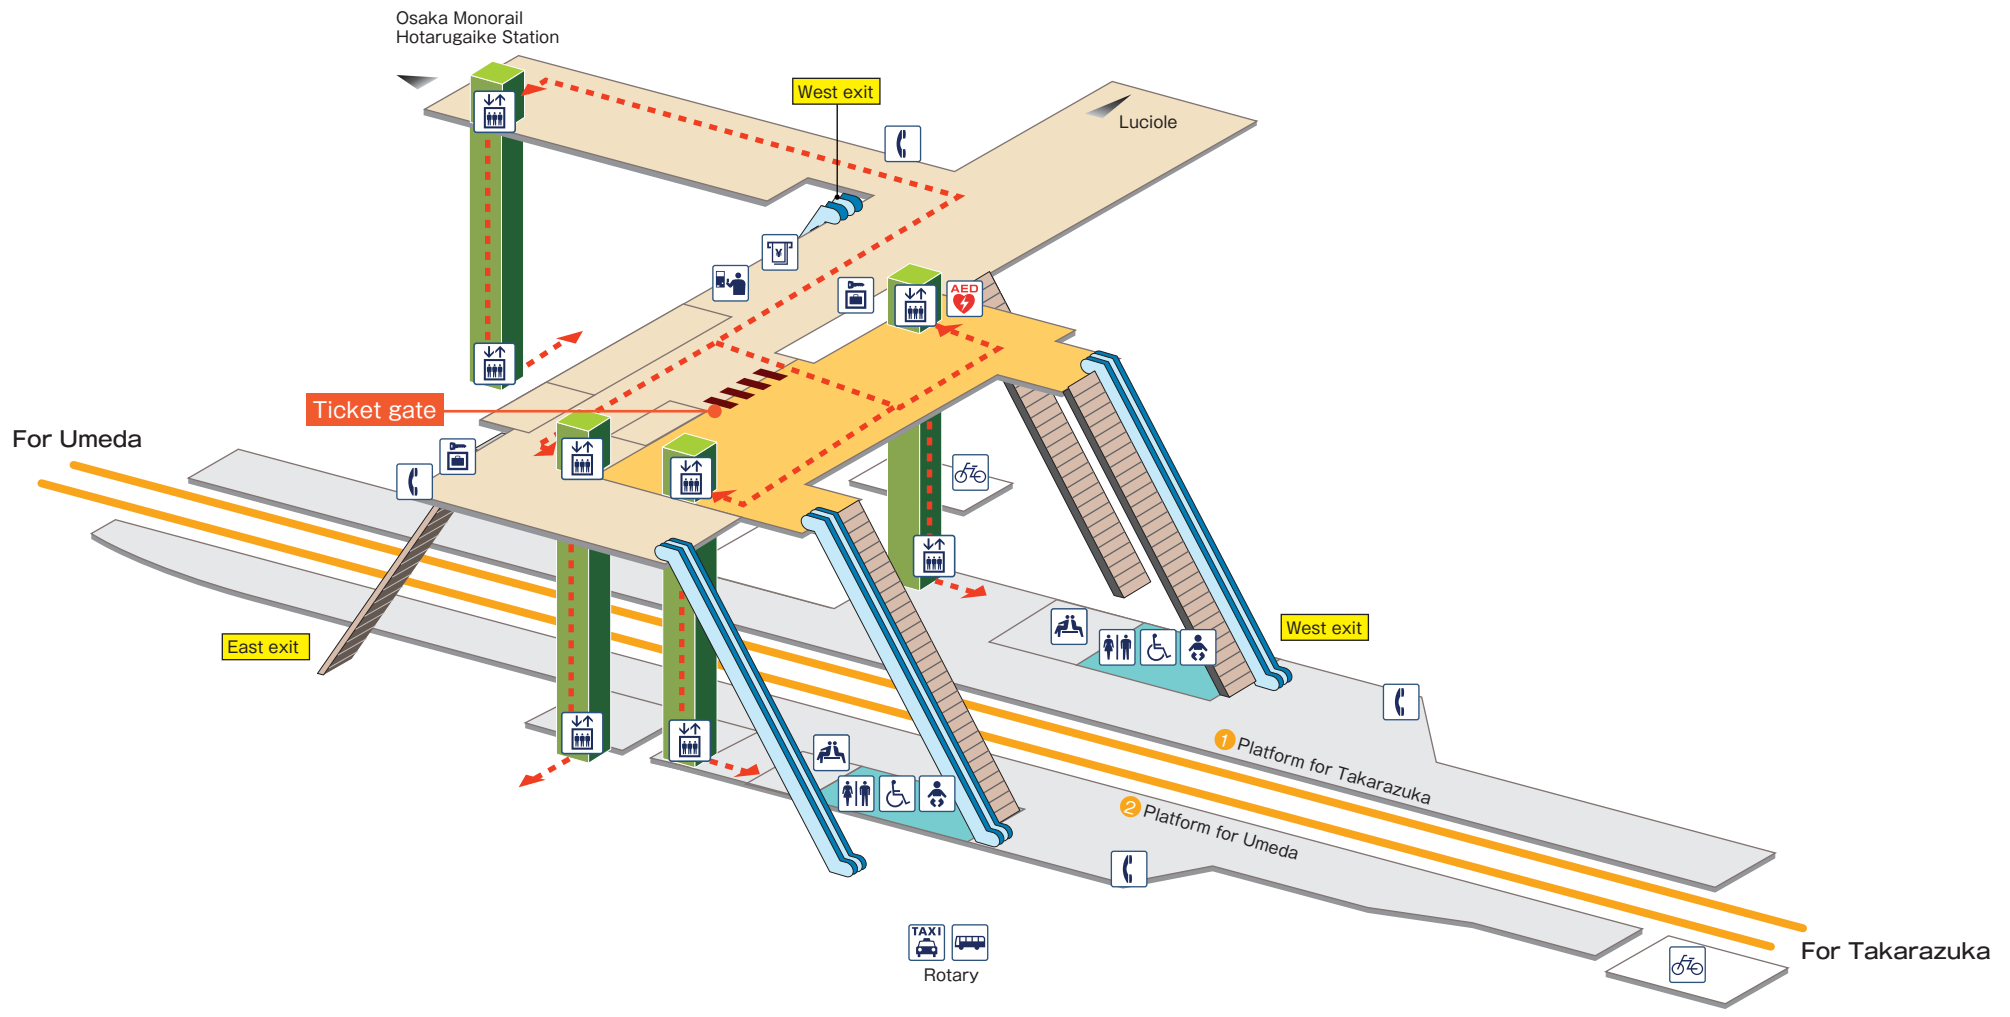 Osaka Monorail
Hotarugaike Station
West exit
Luciole
¥
AED
Ticket gate
For Umeda
East exit
West exit
1 Platform for Takarazuka
2 Platform for Umeda
TAXI
Rotary
For Takarazuka